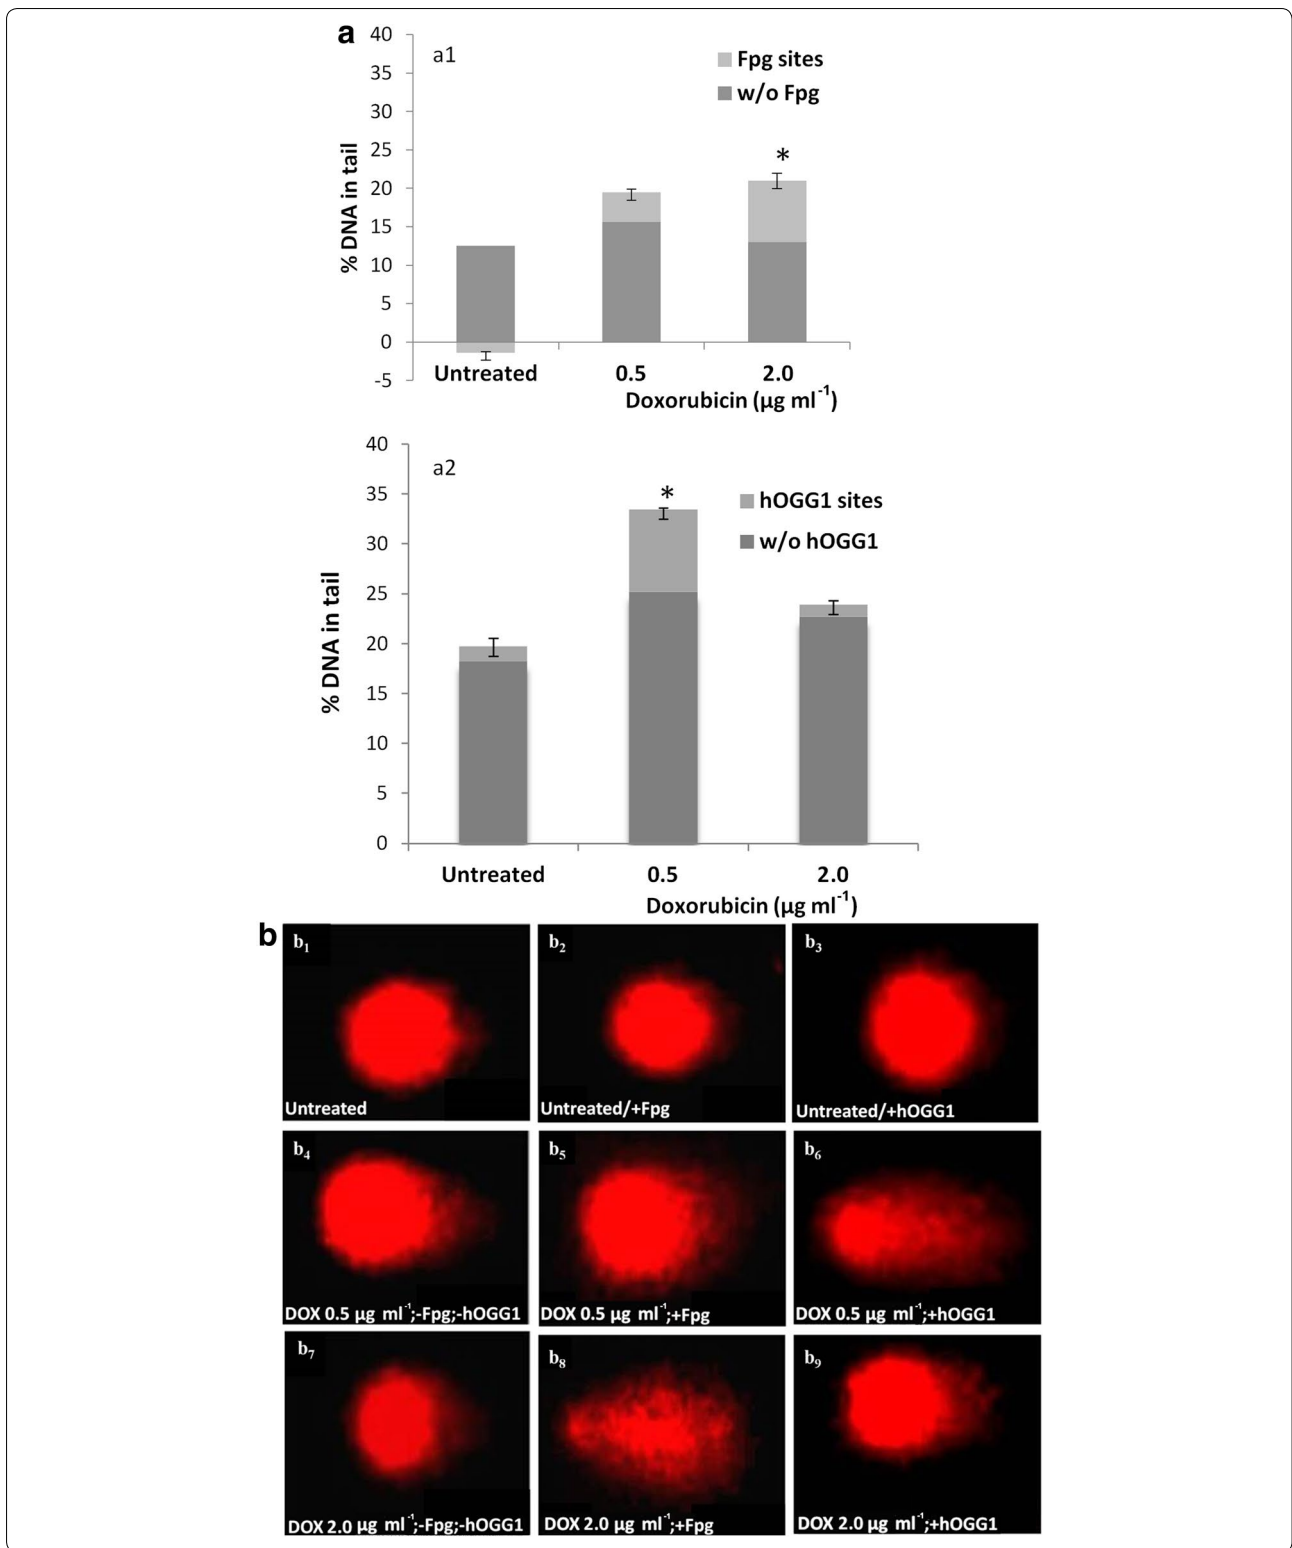 a
a1
Fpg sites
w/o Fpg
% DNA in tail
40
35
30
25
20
15
10
5
0
-5
*
Untreated 0.5 2.0
Doxorubicin (µg ml⁻¹)
a2
hOGG1 sites
w/o hOGG1
% DNA in tail
40
35
30
25
20
15
10
5
0
*
Untreated 0.5 2.0
Doxorubicin (µg ml⁻¹)
b
b₁ b₂ b₃
Untreated Untreated/+Fpg Untreated/+hOGG1
b₄ b₅ b₆
DOX 0.5 µg ml⁻¹;-Fpg;-hOGG1 DOX 0.5 µg ml⁻¹;+Fpg DOX 0.5 µg ml⁻¹;+hOGG1
b₇ b₈ b₉
DOX 2.0 µg ml⁻¹;-Fpg;-hOGG1 DOX 2.0 µg ml⁻¹;+Fpg DOX 2.0 µg ml⁻¹;+hOGG1